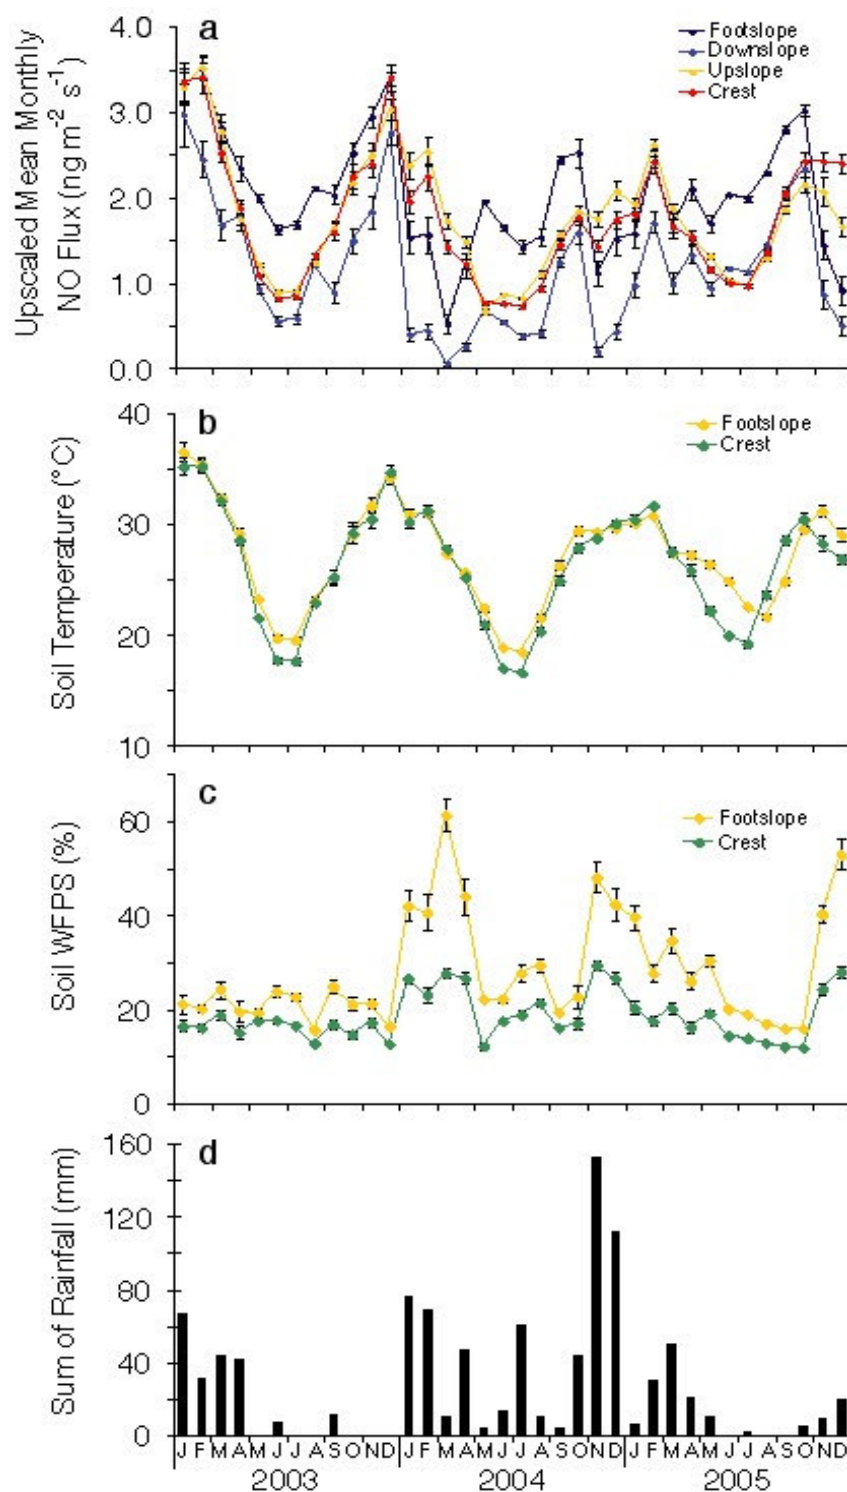 a
4.0
3.0
2.0
1.0
0.0
Upscaled Mean Monthly
NO Flux (ng m⁻² s⁻¹)
Footslope
Downslope
Upslope
Crest
b
40
30
20
10
Soil Temperature (°C)
Footslope
Crest
c
60
40
20
0
Soil WFPS (%)
Footslope
Crest
d
160
120
80
40
0
Sum of Rainfall (mm)
J F M A M J J A S O N D J F M A M J J A S O N D J F M A M J J A S O N D
2003 2004 2005